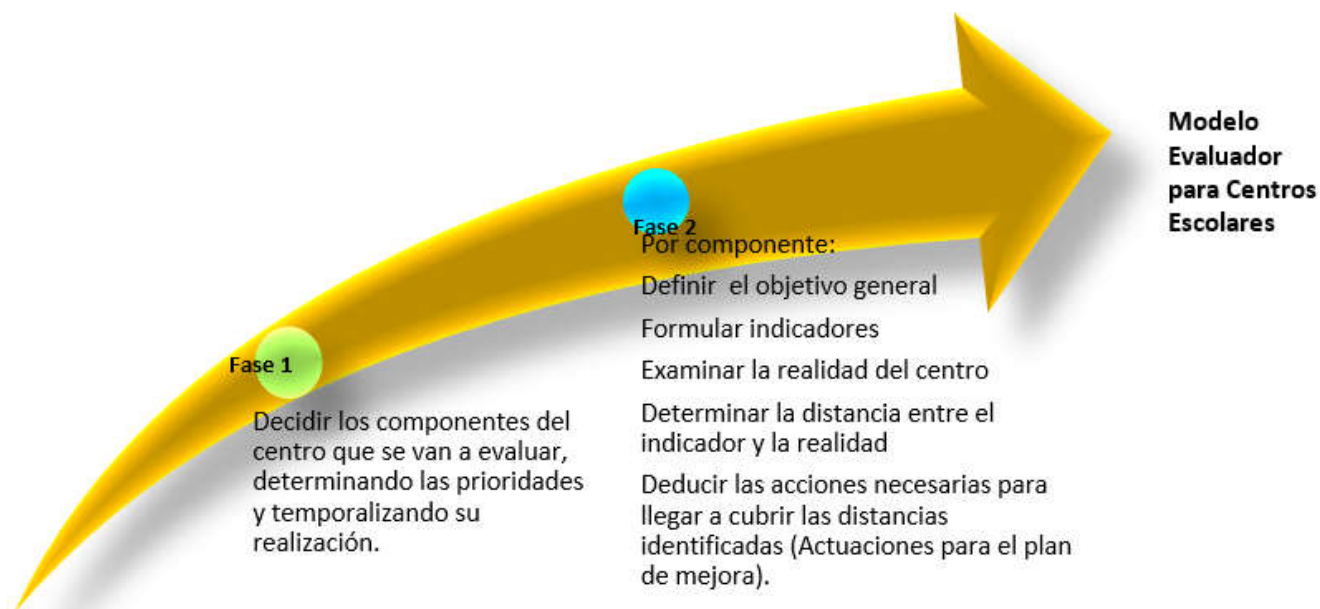 Modelo
Evaluador
para Centros
Escolares
Fase 2
Por componente:
Definir el objetivo general
Formular indicadores
Examinar la realidad del centro
Determinar la distancia entre el
indicador y la realidad
Deducir las acciones necesarias para
llegar a cubrir las distancias
identificadas (Actuaciones para el plan
de mejora).
Fase 1
Decidir los componentes del
centro que se van a evaluar,
determinando las prioridades
y temporalizando su
realización.